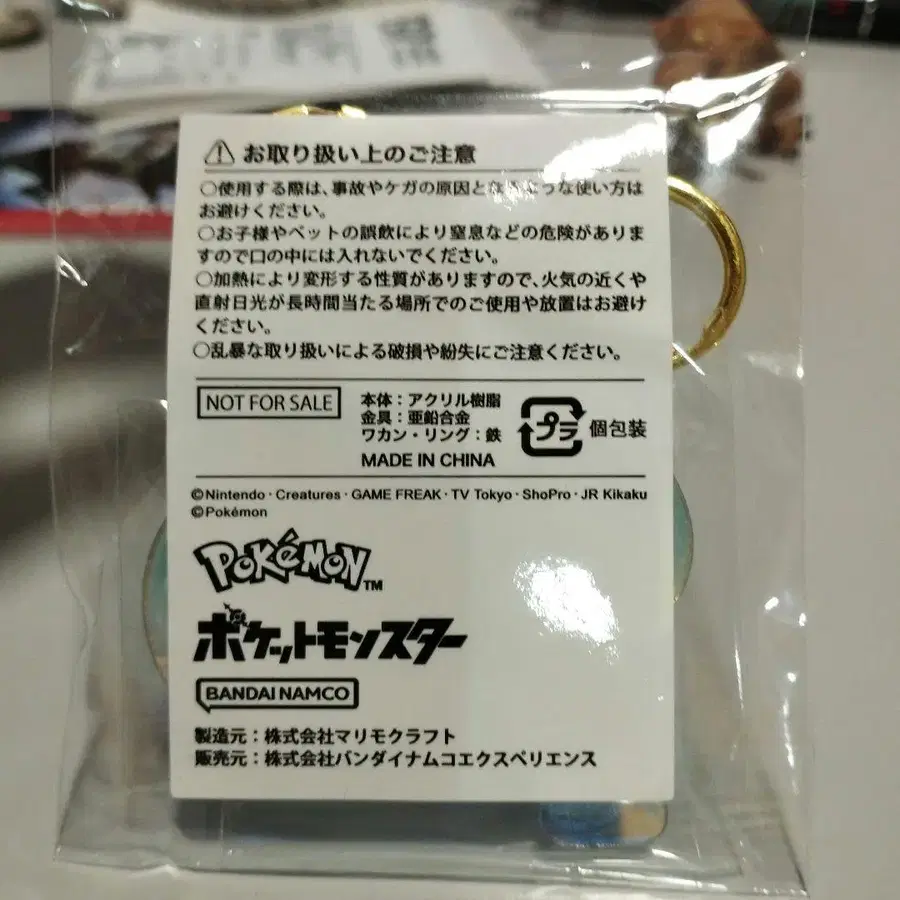 ⚠ お取り扱い上のご注意
○使用する際は、事故やケガの原因となるような使い方は
お避けください。
○お子様やペットの誤飲により窒息などの危険がありま
すので口の中には入れないでください。
○加熱により変形する性質がありますので、火気の近くや
直射日光が長時間当たる場所でのご使用や放置はお避け
ください。
○乱暴な取り扱いによる破損や紛失にご注意ください。
NOT FOR SALE
本体:アクリル樹脂
金具:亜鉛合金
ワカン・リング:鉄
MADE IN CHINA
プラ
個包装
©Nintendo・Creatures・GAME FREAK・TV Tokyo・ShoPro・JR Kikaku
©Pokémon
POKéMON™
ポケットモンスター
BANDAI NAMCO
製造元:株式会社マリモクラフト
販売元:株式会社バンダイナムコエクスペリエンス